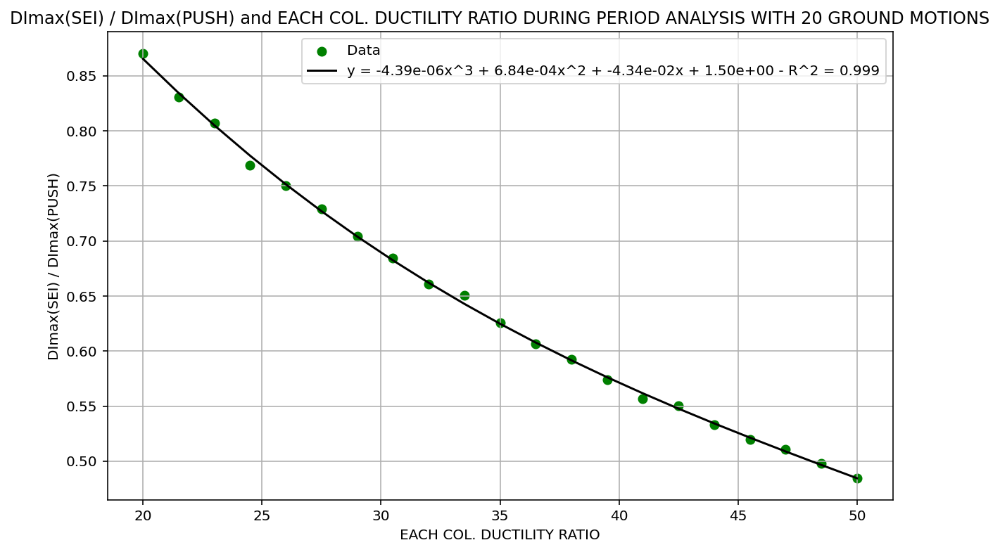 DImax(SEI) / DImax(PUSH) and EACH COL. DUCTILITY RATIO DURING PERIOD ANALYSIS WITH 20 GROUND MOTIONS
Data
y = -4.39e-06x^3 + 6.84e-04x^2 + -4.34e-02x + 1.50e+00 - R^2 = 0.999
DImax(SEI) / DImax(PUSH)
0.85
0.80
0.75
0.70
0.65
0.60
0.55
0.50
20 25 30 35 40 45 50
EACH COL. DUCTILITY RATIO